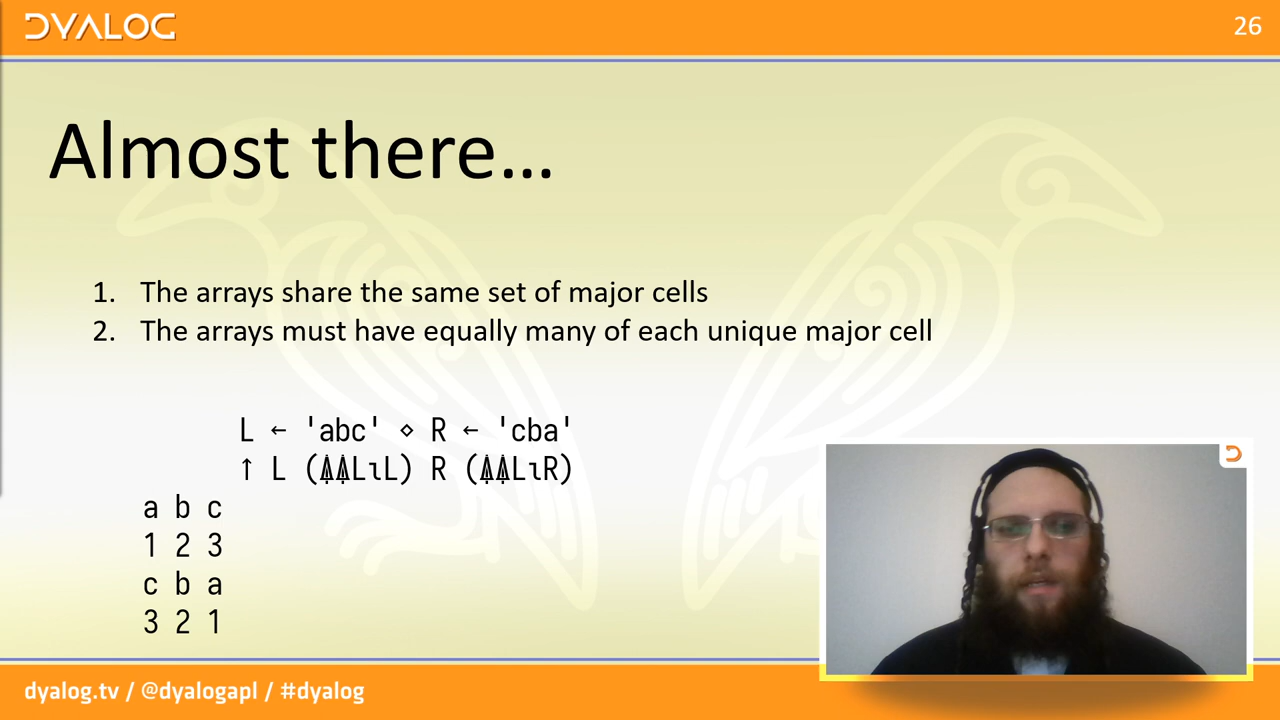 DYALOG
26
Almost there...
1. The arrays share the same set of major cells
2. The arrays must have equally many of each unique major cell
L ← 'abc' ⋄ R ← 'cba'
↑ L (⍋⍋L⍳L) R (⍋⍋L⍳R)
a b c
1 2 3
c b a
3 2 1
dyalog.tv / @dyalogapl / #dyalog